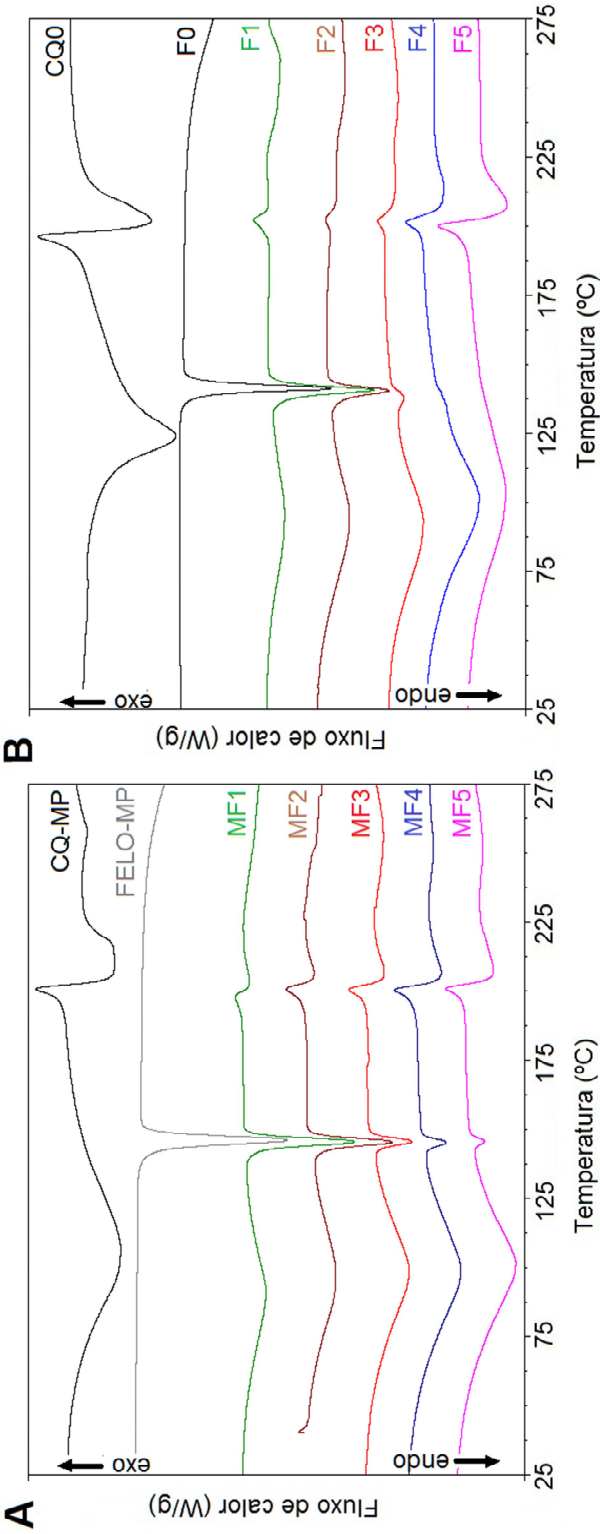 A
Fluxo de calor (W/g)
exo
endo
CQ-MP
FELO-MP
MF1
MF2
MF3
MF4
MF5
25
75
125
175
225
275
Temperatura (ºC)
B
Fluxo de calor (W/g)
exo
endo
CQ0
F0
F1
F2
F3
F4
F5
25
75
125
175
225
275
Temperatura (ºC)